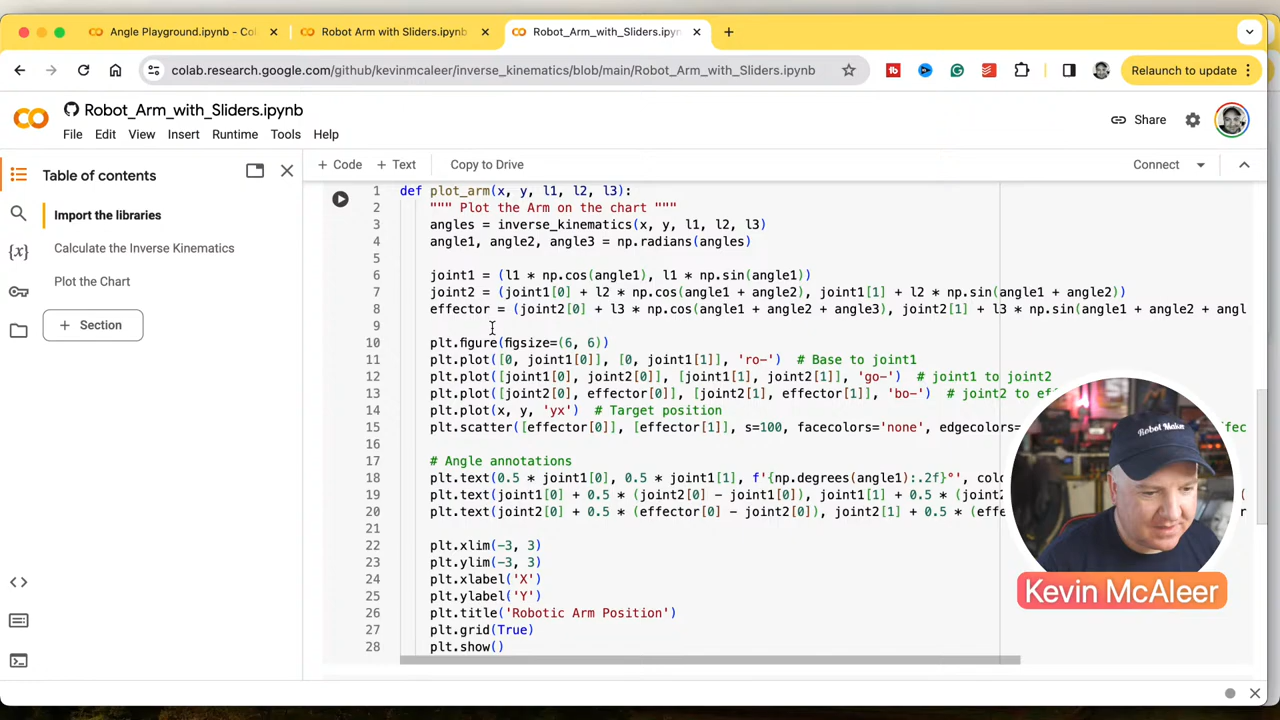 Angle Playground.ipynb - Co
Robot Arm with Sliders.ipynb
Robot_Arm_with_Sliders.ipyn
colab.research.google.com/github/kevinmcaleer/inverse_kinematics/blob/main/Robot_Arm_with_Sliders.ipynb
Relaunch to update
Robot_Arm_with_Sliders.ipynb
Share
File Edit View Insert Runtime Tools Help
+ Code + Text Copy to Drive Connect
Table of contents
Import the libraries
Calculate the Inverse Kinematics
Plot the Chart
+ Section
1 def plot_arm(x, y, l1, l2, l3):
2 """ Plot the Arm on the chart """
3 angles = inverse_kinematics(x, y, l1, l2, l3)
4 angle1, angle2, angle3 = np.radians(angles)
5
6 joint1 = (l1 * np.cos(angle1), l1 * np.sin(angle1))
7 joint2 = (joint1[0] + l2 * np.cos(angle1 + angle2), joint1[1] + l2 * np.sin(angle1 + angle2))
8 effector = (joint2[0] + l3 * np.cos(angle1 + angle2 + angle3), joint2[1] + l3 * np.sin(angle1 + angle2 + angl
9
10 plt.figure(figsize=(6, 6))
11 plt.plot([0, joint1[0]], [0, joint1[1]], 'ro-') # Base to joint1
12 plt.plot([joint1[0], joint2[0]], [joint1[1], joint2[1]], 'go-') # joint1 to joint2
13 plt.plot([joint2[0], effector[0]], [joint2[1], effector[1]], 'bo-') # joint2 to ef
14 plt.plot(x, y, 'yx') # Target position
15 plt.scatter([effector[0]], [effector[1]], s=100, facecolors='none', edgecolors=
16
17 # Angle annotations
18 plt.text(0.5 * joint1[0], 0.5 * joint1[1], f'{np.degrees(angle1):.2f}°', colo
19 plt.text(joint1[0] + 0.5 * (joint2[0] - joint1[0]), joint1[1] + 0.5 * (joint2
20 plt.text(joint2[0] + 0.5 * (effector[0] - joint2[0]), joint2[1] + 0.5 * (effe
21
22 plt.xlim(-3, 3)
23 plt.ylim(-3, 3)
24 plt.xlabel('X')
25 plt.ylabel('Y')
26 plt.title('Robotic Arm Position')
27 plt.grid(True)
28 plt.show()
Robot Make
Kevin McAleer